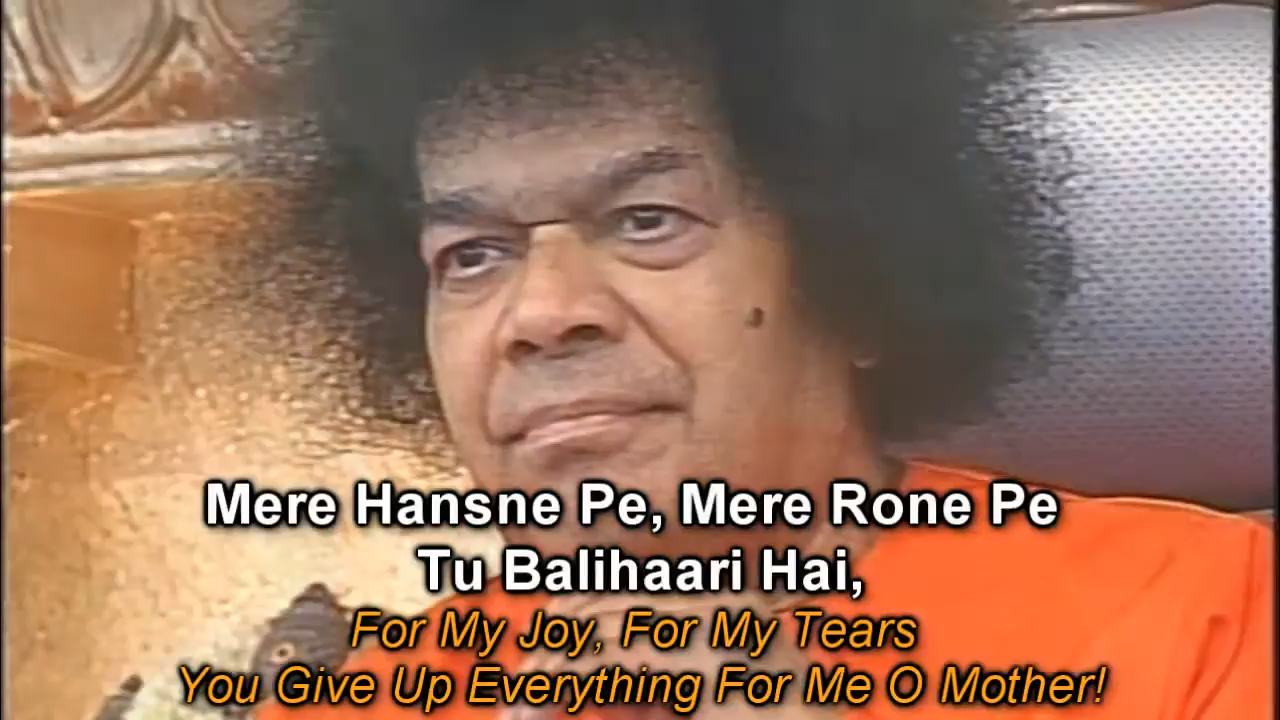 Mere Hansne Pe, Mere Rone Pe
Tu Balihaari Hai,
For My Joy, For My Tears
You Give Up Everything For Me O Mother!